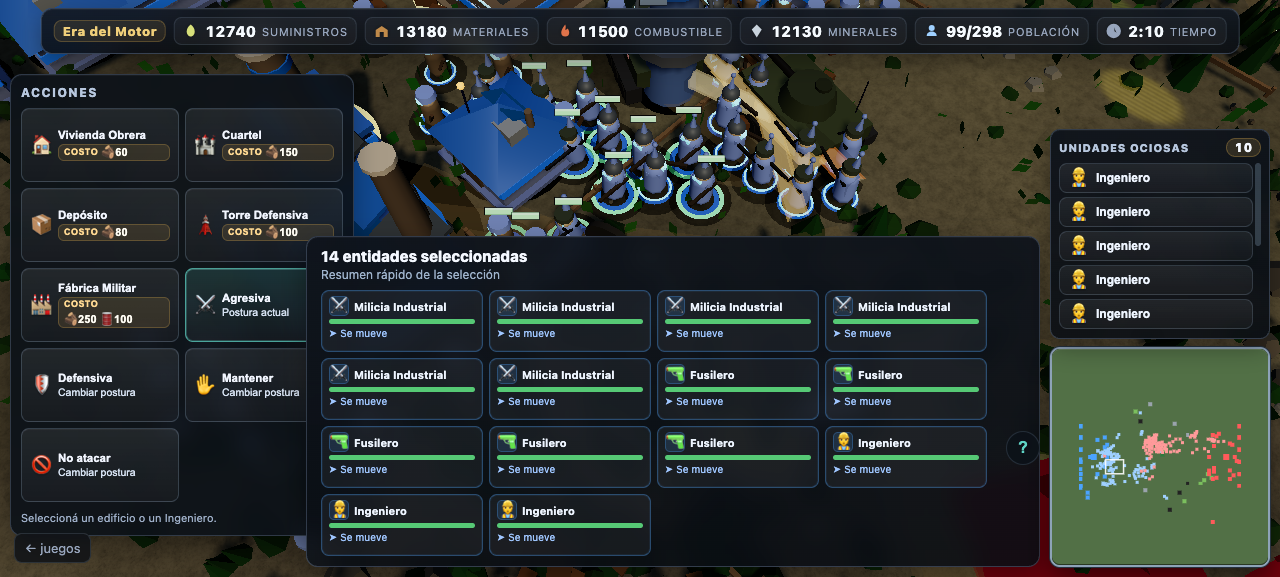 Era del Motor
12740 SUMINISTROS
13180 MATERIALES
11500 COMBUSTIBLE
12130 MINERALES
99/298 POBLACIÓN
2:10 TIEMPO
ACCIONES
Vivienda Obrera
COSTO 60
Cuartel
COSTO 150
Depósito
COSTO 80
Torre Defensiva
COSTO 100
Fábrica Militar
COSTO
250 100
Agresiva
Postura actual
Defensiva
Cambiar postura
Mantener
Cambiar postura
No atacar
Cambiar postura
Seleccioná un edificio o un Ingeniero.
← juegos
14 entidades seleccionadas
Resumen rápido de la selección
Milicia Industrial
➤ Se mueve
Milicia Industrial
➤ Se mueve
Milicia Industrial
➤ Se mueve
Milicia Industrial
➤ Se mueve
Milicia Industrial
➤ Se mueve
Milicia Industrial
➤ Se mueve
Fusilero
➤ Se mueve
Fusilero
➤ Se mueve
Fusilero
➤ Se mueve
Fusilero
➤ Se mueve
Fusilero
➤ Se mueve
Ingeniero
➤ Se mueve
Ingeniero
➤ Se mueve
Ingeniero
➤ Se mueve
?
UNIDADES OCIOSAS 10
Ingeniero
Ingeniero
Ingeniero
Ingeniero
Ingeniero